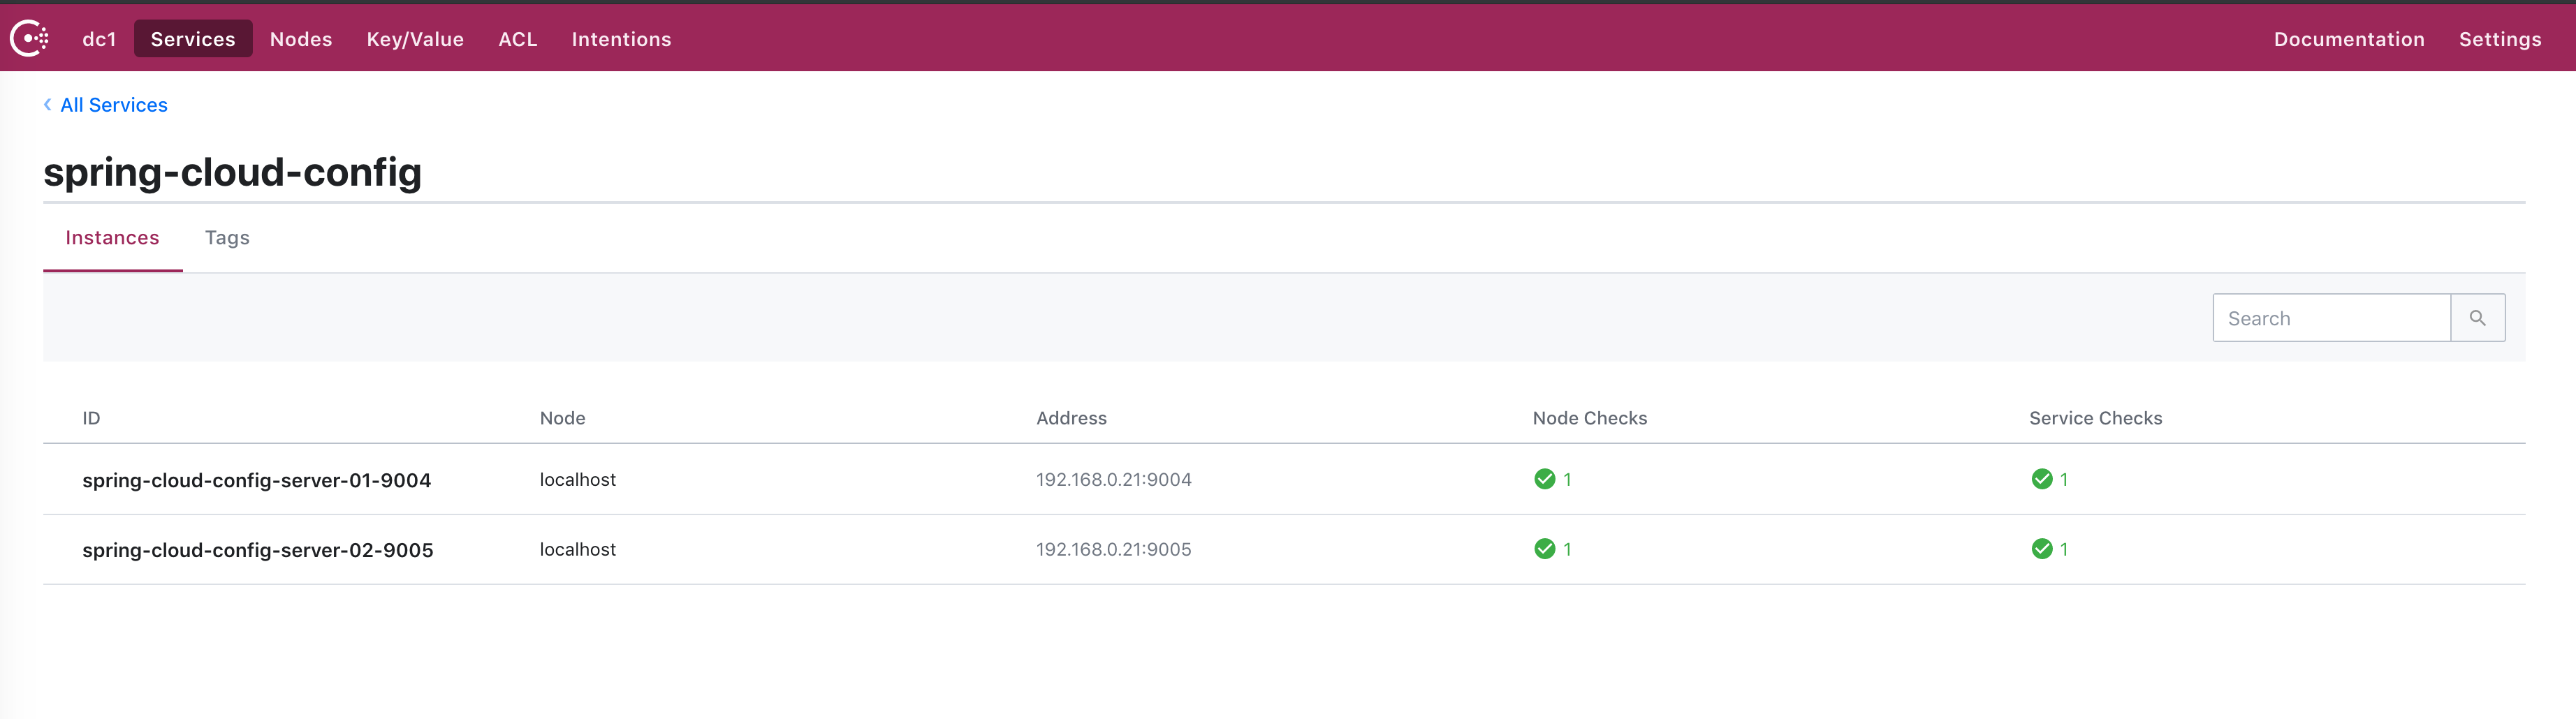 dc1 Services Nodes Key/Value ACL Intentions Documentation Settings
All Services
spring-cloud-config
Instances Tags
Search
ID Node Address Node Checks Service Checks
spring-cloud-config-server-01-9004 localhost 192.168.0.21:9004 1 1
spring-cloud-config-server-02-9005 localhost 192.168.0.21:9005 1 1